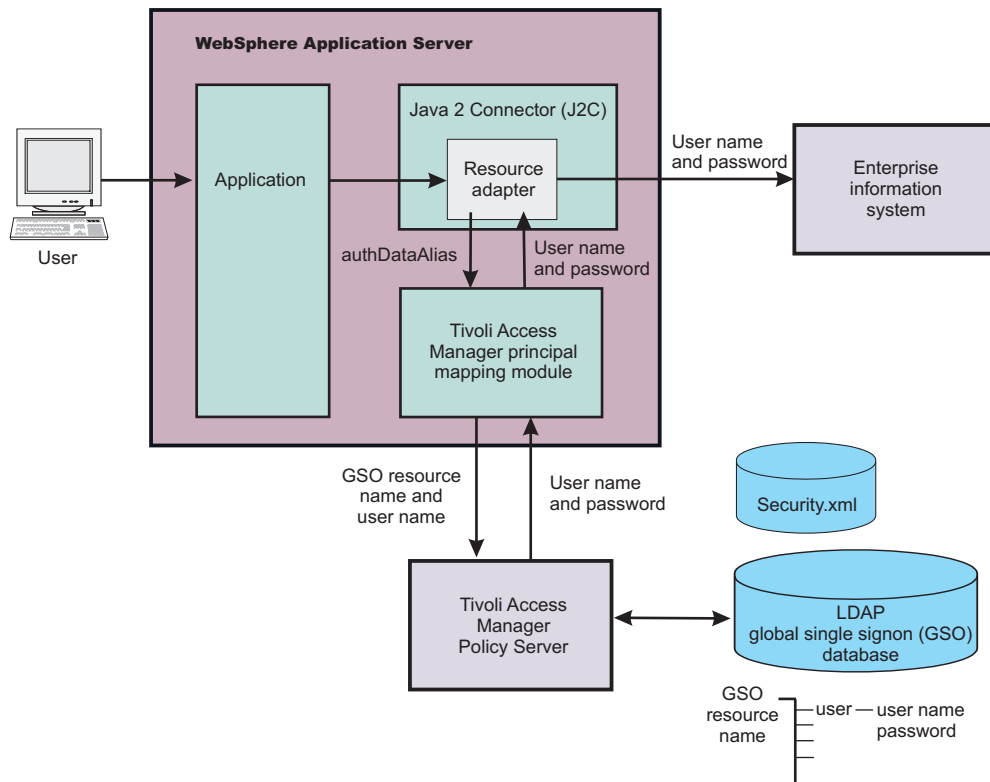 WebSphere Application Server
User
Application
Java 2 Connector (J2C)
Resource
adapter
User name
and password
Enterprise
information
system
authDataAlias
User name
and password
Tivoli Access
Manager principal
mapping module
GSO resource
name and
user name
User name
and password
Security.xml
Tivoli Access
Manager
Policy Server
LDAP
global single signon (GSO)
database
GSO
resource
name
user
user name
password